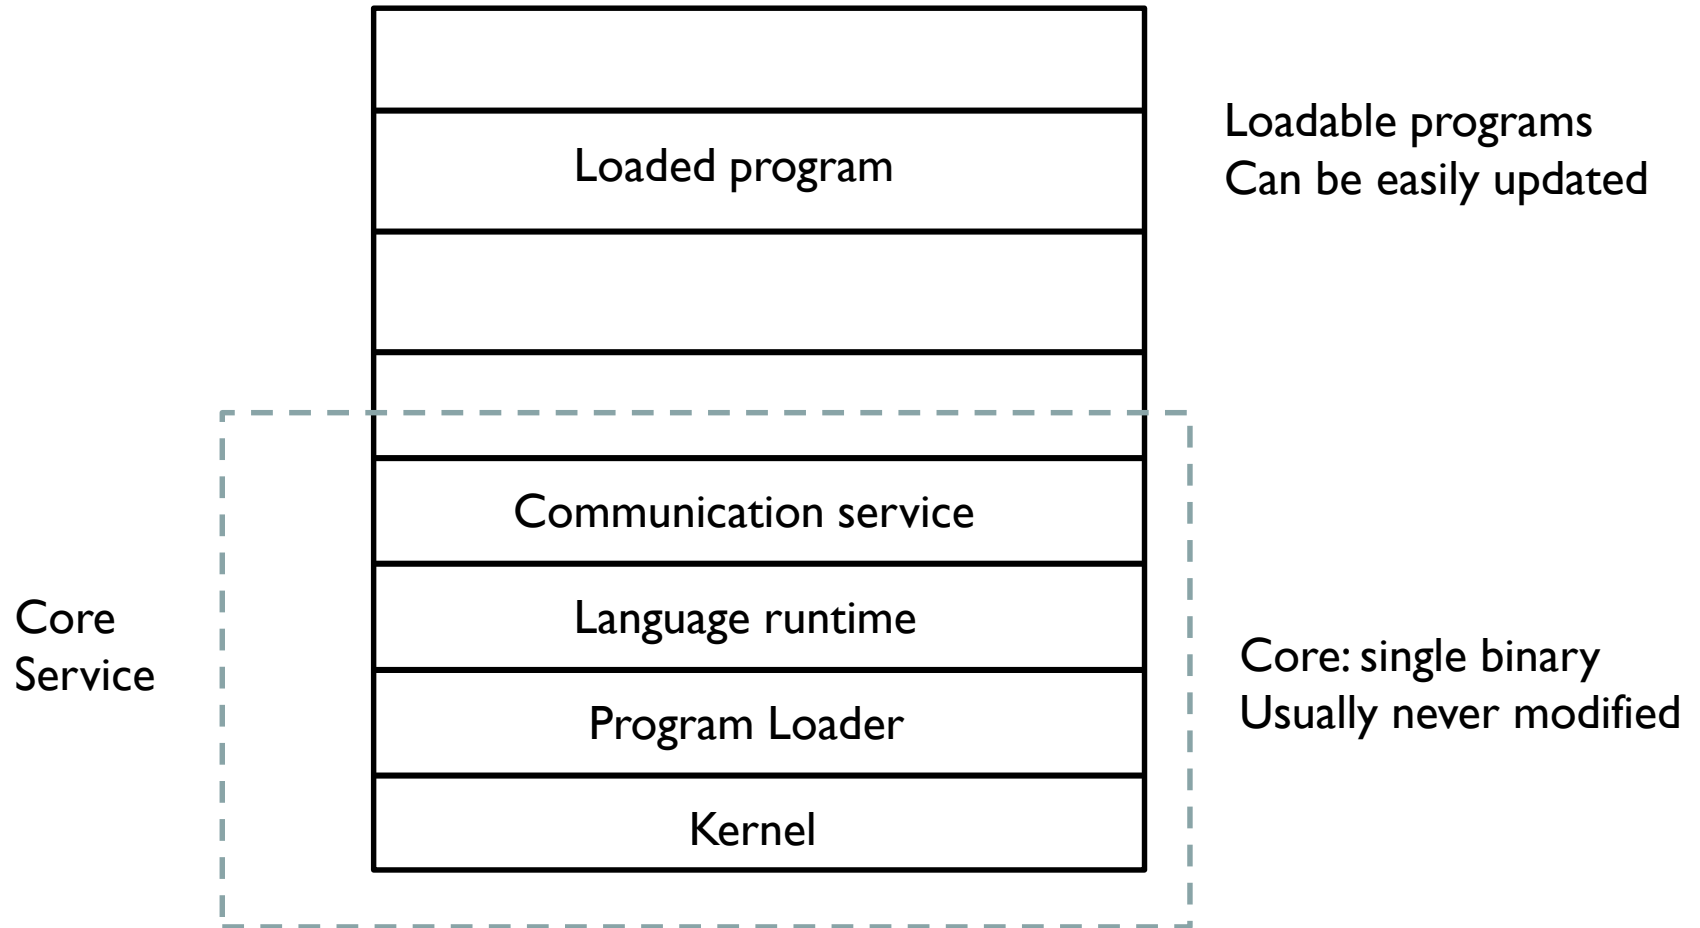 Loadable programs
Can be easily updated
Loaded program
Communication service
Language runtime
Program Loader
Kernel
Core
Service
Core: single binary
Usually never modified